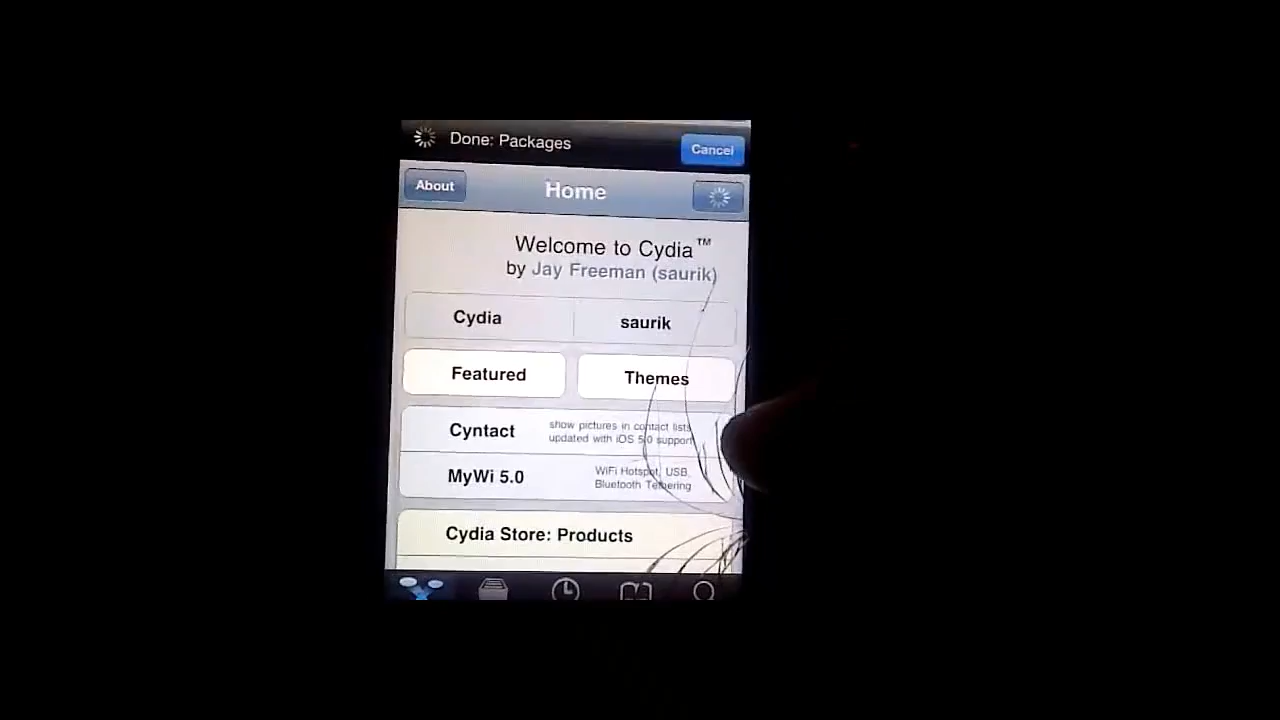 Done: Packages
Cancel
About
Home
Welcome to Cydia™
by Jay Freeman (saurik)
Cydia
saurik
Featured
Themes
Cyntact
show pictures in contact lists
updated with iOS 5.0 support
MyWi 5.0
WiFi Hotspot, USB,
Bluetooth Tethering
Cydia Store: Products